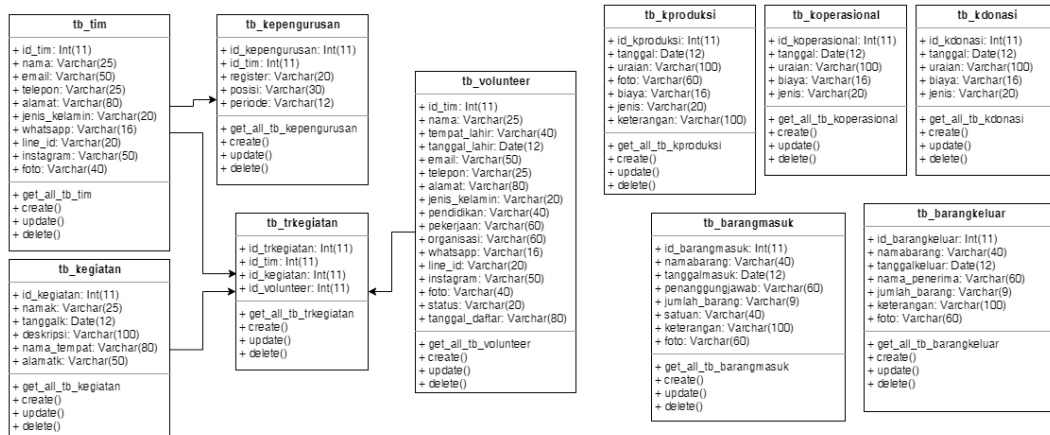 tb_tim
+ id_tim: Int(11)
+ nama: Varchar(25)
+ email: Varchar(50)
+ telepon: Varchar(25)
+ alamat: Varchar(80)
+ jenis_kelamin: Varchar(20)
+ whatsapp: Varchar(16)
+ line_id: Varchar(20)
+ instagram: Varchar(50)
+ foto: Varchar(40)
+ get_all_tb_tim
+ create()
+ update()
+ delete()
tb_kepengurusan
+ id_kepengurusan: Int(11)
+ id_tim: Int(11)
+ register: Varchar(20)
+ posisi: Varchar(30)
+ periode: Varchar(12)
+ get_all_tb_kepengurusan
+ create()
+ update()
+ delete()
tb_kegiatan
+ id_kegiatan: Int(11)
+ namak: Varchar(25)
+ tanggalk: Date(12)
+ deskripsi: Varchar(100)
+ nama_tempat: Varchar(80)
+ alamatk: Varchar(50)
+ get_all_tb_kegiatan
+ create()
+ update()
+ delete()
tb_trkegiatan
+ id_trkegiatan: Int(11)
+ id_tim: Int(11)
+ id_kegiatan: Int(11)
+ id_volunteer: Int(11)
+ get_all_tb_trkegiatan
+ create()
+ update()
+ delete()
tb_volunteer
+ id_tim: Int(11)
+ nama: Varchar(25)
+ tempat_lahir: Varchar(40)
+ tanggal_lahir: Date(12)
+ email: Varchar(50)
+ telepon: Varchar(25)
+ alamat: Varchar(80)
+ jenis_kelamin: Varchar(20)
+ pendidikan: Varchar(40)
+ pekerjaan: Varchar(60)
+ organisasi: Varchar(60)
+ whatsapp: Varchar(16)
+ line_id: Varchar(20)
+ instagram: Varchar(50)
+ foto: Varchar(40)
+ status: Varchar(20)
+ tanggal_daftar: Varchar(80)
+ get_all_tb_volunteer
+ create()
+ update()
+ delete()
tb_kproduksi
+ id_kproduksi: Int(11)
+ tanggal: Date(12)
+ uraian: Varchar(100)
+ foto: Varchar(60)
+ biaya: Varchar(16)
+ jenis: Varchar(20)
+ keterangan: Varchar(100)
+ get_all_tb_kproduksi
+ create()
+ update()
+ delete()
tb_koperasional
+ id_koperasional: Int(11)
+ tanggal: Date(12)
+ uraian: Varchar(100)
+ biaya: Varchar(16)
+ jenis: Varchar(20)
+ get_all_tb_koperasional
+ create()
+ update()
+ delete()
tb_kdonasi
+ id_kdonasi: Int(11)
+ tanggal: Date(12)
+ uraian: Varchar(100)
+ biaya: Varchar(16)
+ jenis: Varchar(20)
+ get_all_tb_kdonasi
+ create()
+ update()
+ delete()
tb_barangmasuk
+ id_barangmasuk: Int(11)
+ namabarang: Varchar(40)
+ tanggalmasuk: Date(12)
+ penanggungjawab: Varchar(60)
+ jumlah_barang: Varchar(9)
+ satuan: Varchar(40)
+ keterangan: Varchar(100)
+ foto: Varchar(60)
+ get_all_tb_barangmasuk
+ create()
+ update()
+ delete()
tb_barangkeluar
+ id_barangkeluar: Int(11)
+ namabarang: Varchar(40)
+ tanggalkeluar: Date(12)
+ nama_penerima: Varchar(60)
+ jumlah_barang: Varchar(9)
+ keterangan: Varchar(100)
+ foto: Varchar(60)
+ get_all_tb_barangkeluar
+ create()
+ update()
+ delete()